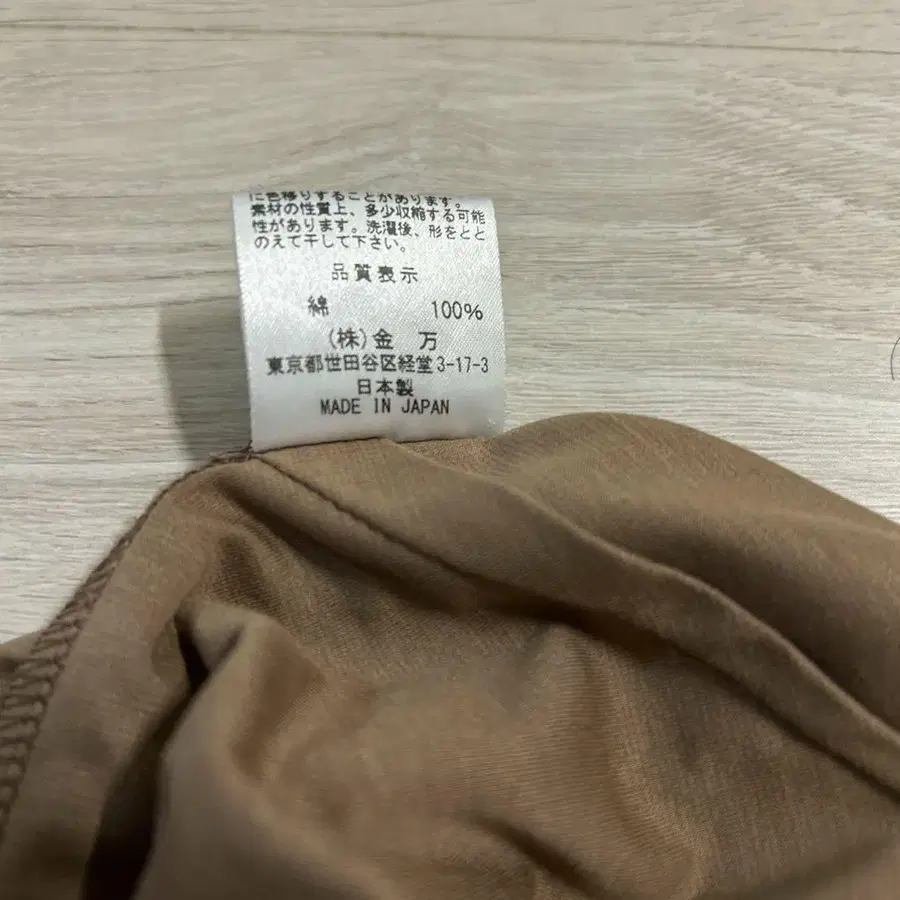 に色移りすることがあります。
素材の性質上、多少収縮する可能
性があります。洗濯後、形をとと
のえて干して下さい。
品質表示
綿 100%
(株)金 万
東京都世田谷区経堂3-17-3
日本製
MADE IN JAPAN